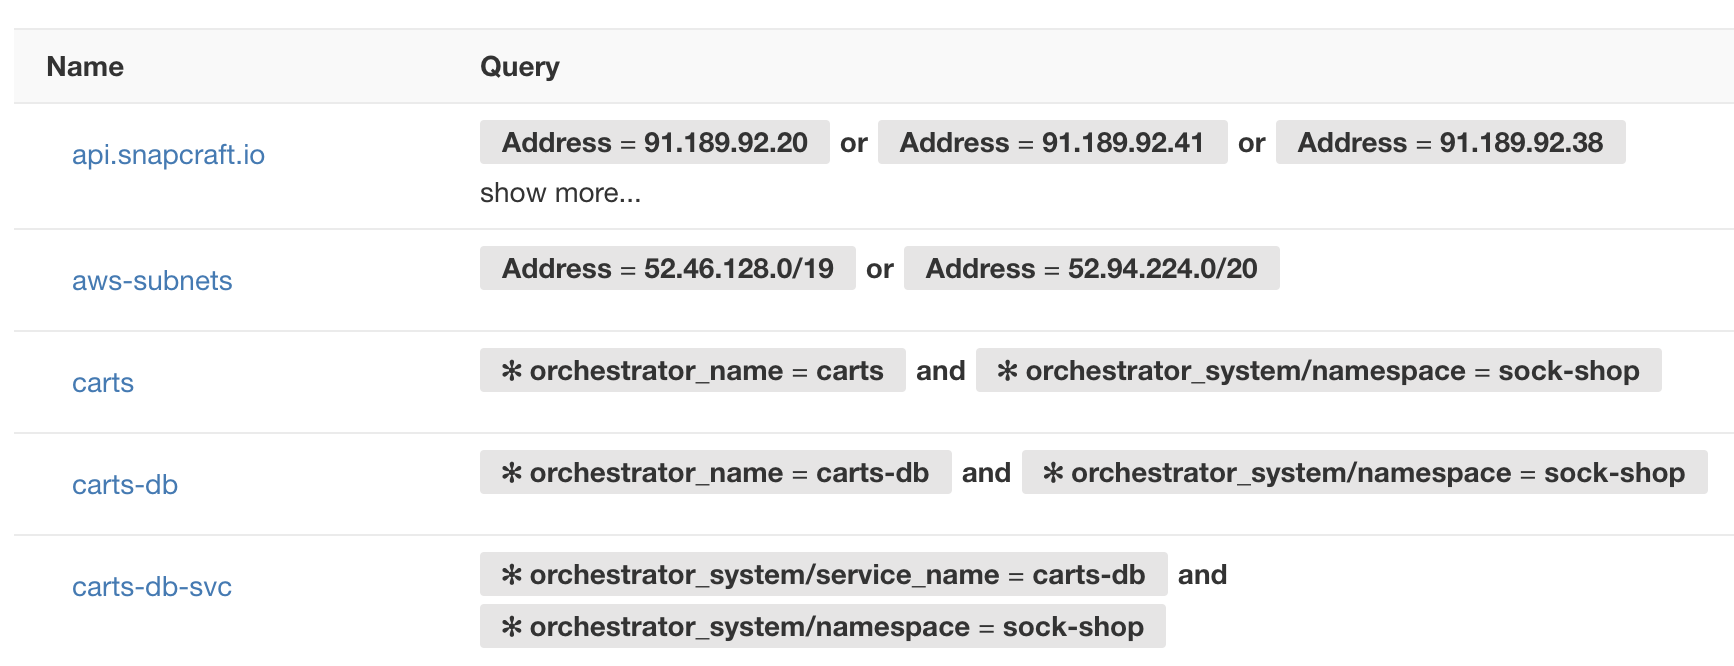 Name Query
api.snapcraft.io Address = 91.189.92.20 or Address = 91.189.92.41 or Address = 91.189.92.38
show more...
aws-subnets Address = 52.46.128.0/19 or Address = 52.94.224.0/20
carts ✻ orchestrator_name = carts and ✻ orchestrator_system/namespace = sock-shop
carts-db ✻ orchestrator_name = carts-db and ✻ orchestrator_system/namespace = sock-shop
carts-db-svc ✻ orchestrator_system/service_name = carts-db and
✻ orchestrator_system/namespace = sock-shop